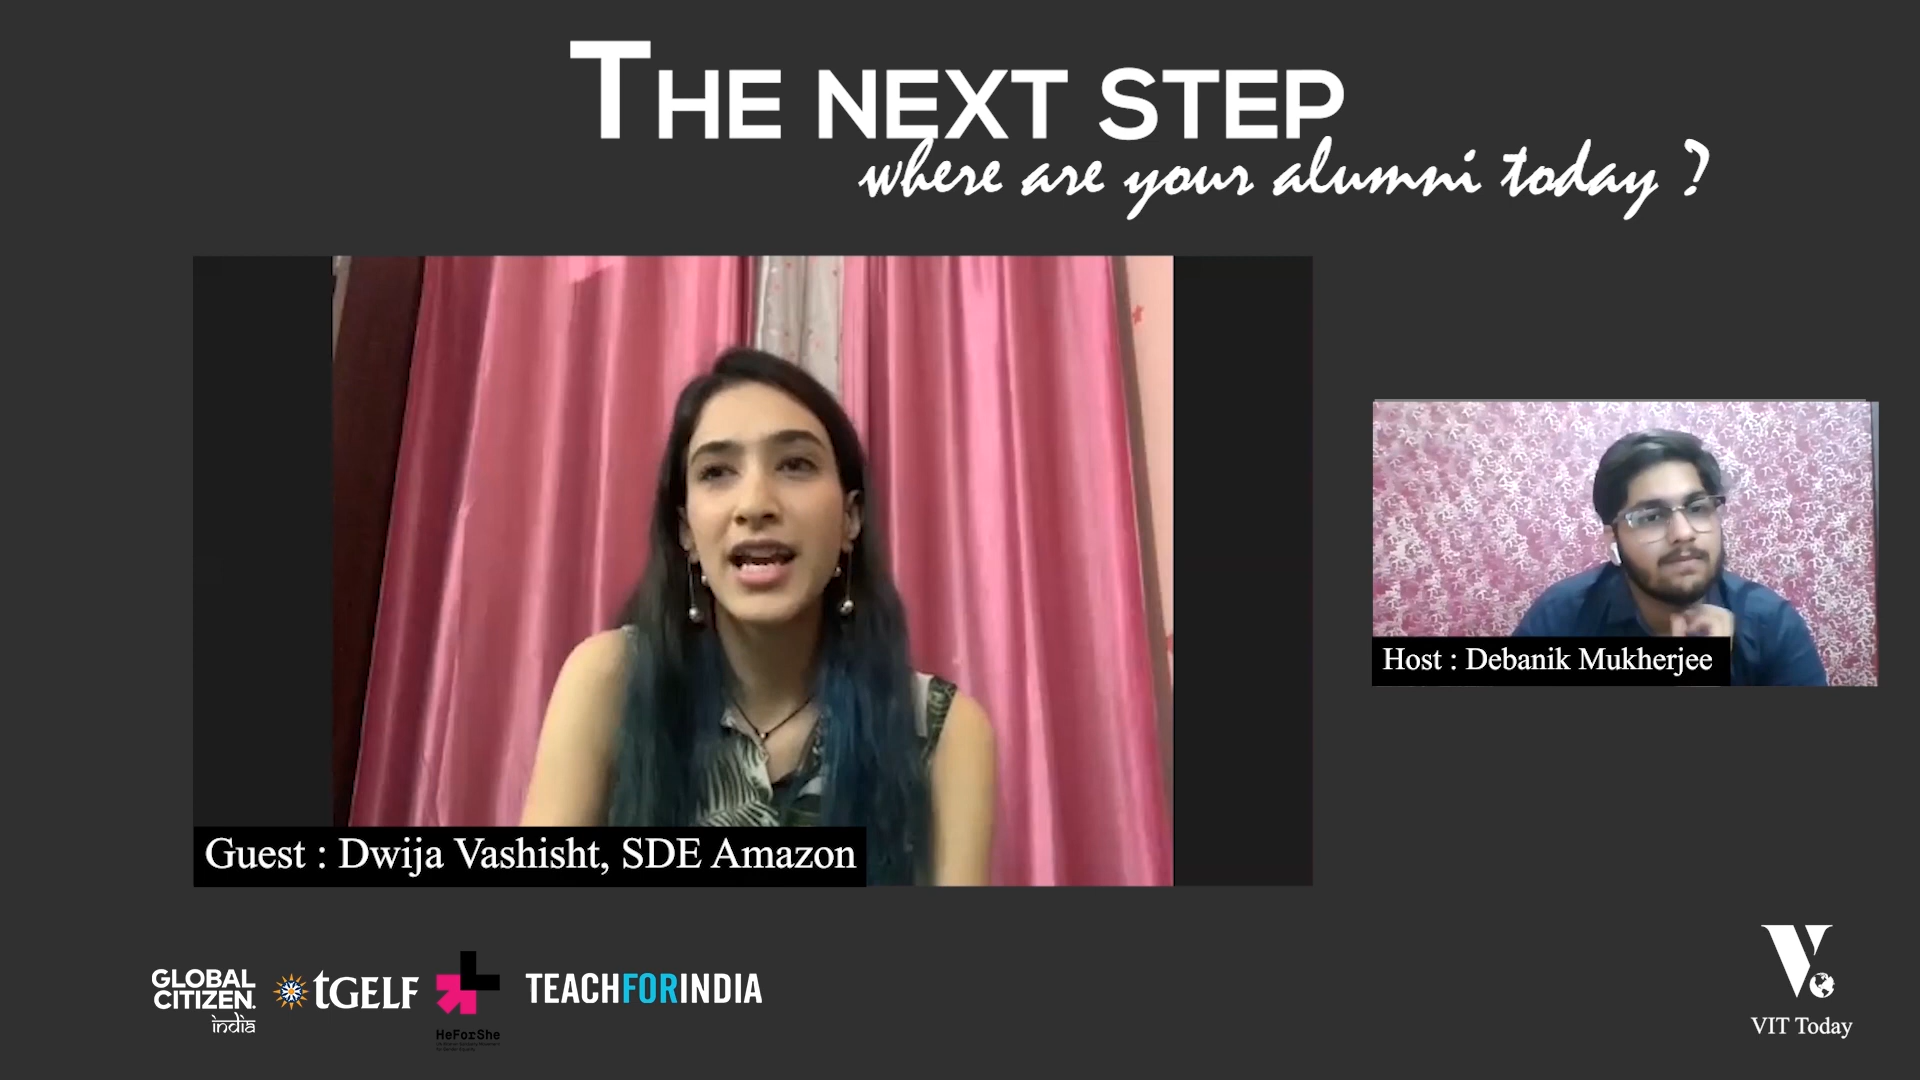 THE NEXT STEP
where are your alumni today ?
Host : Debanik Mukherjee
Guest : Dwija Vashisht, SDE Amazon
GLOBAL
CITIZEN.
india
tGELF
HeForShe
TEACHFORINDIA
VIT Today